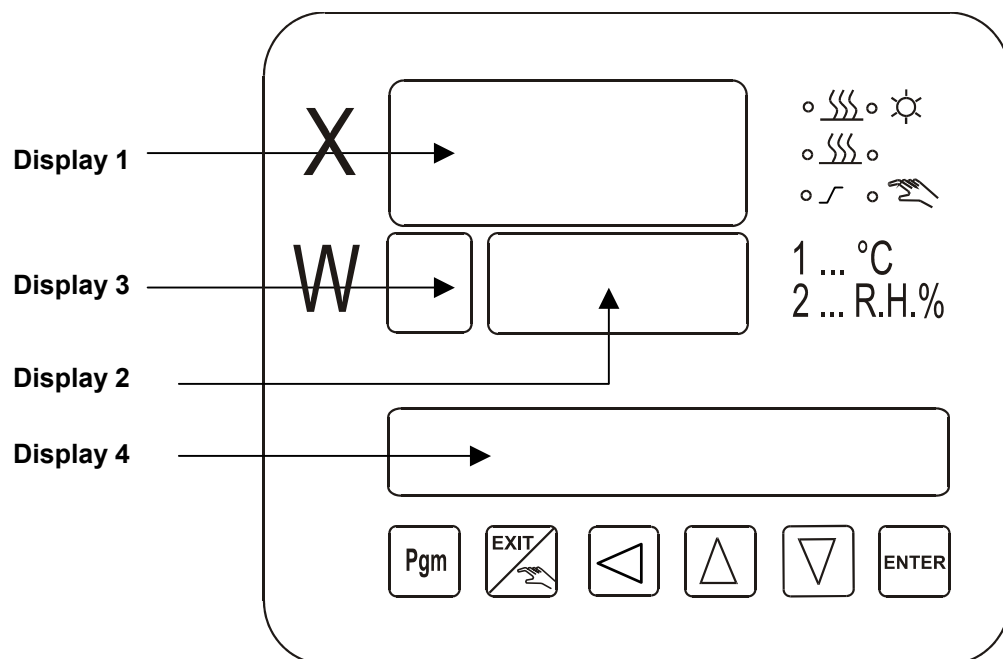 Display 1
X
Display 3
W
1 ... °C
2 ... R.H.%
Display 2
Display 4
Pgm
EXIT
ENTER